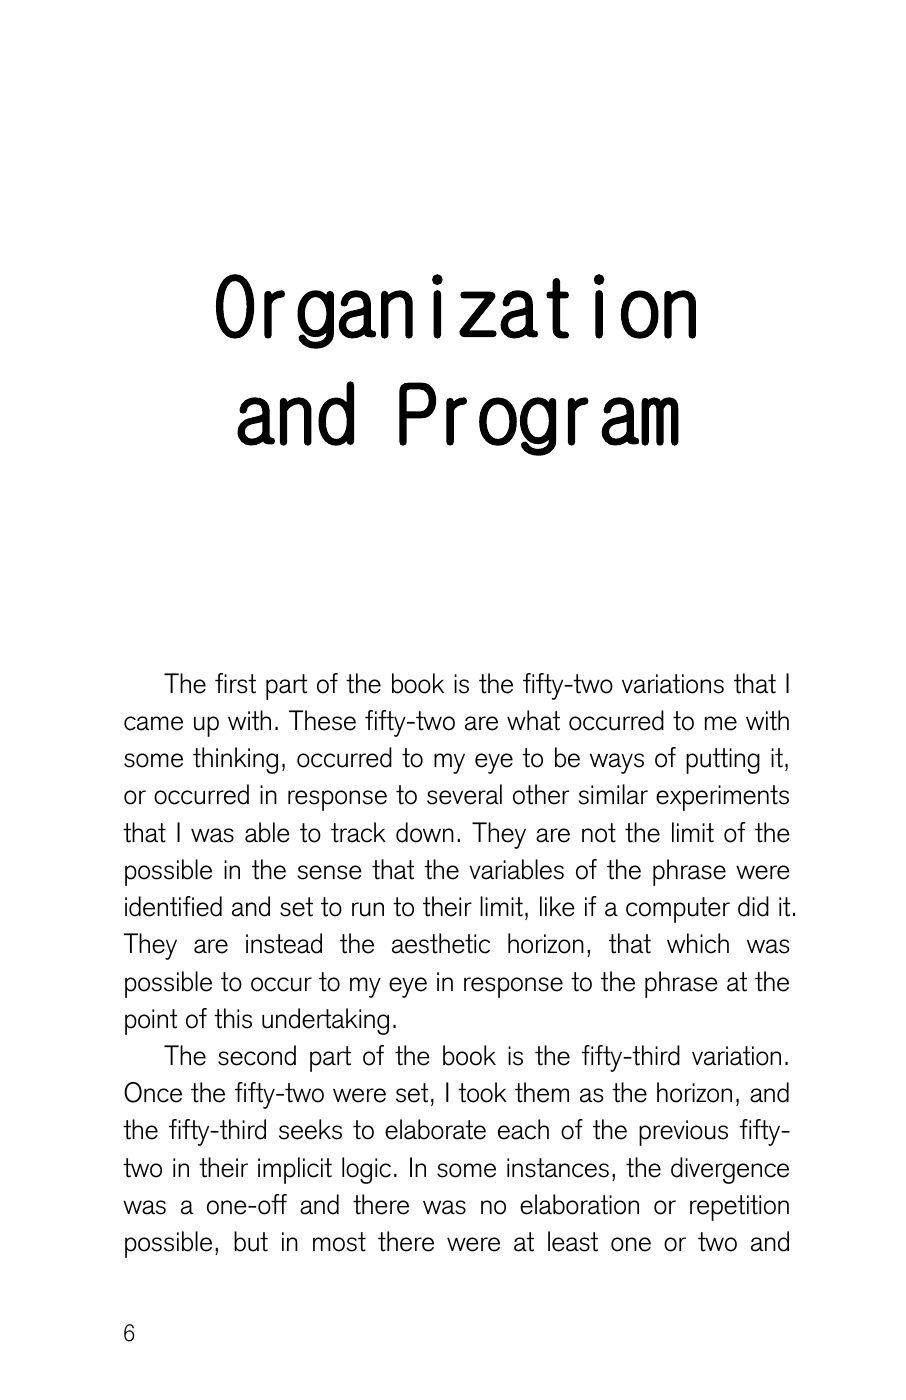 Organization
and Program
The first part of the book is the fifty-two variations that I
came up with. These fifty-two are what occurred to me with
some thinking, occurred to my eye to be ways of putting it,
or occurred in response to several other similar experiments
that I was able to track down. They are not the limit of the
possible in the sense that the variables of the phrase were
identified and set to run to their limit, like if a computer did it.
They are instead the aesthetic horizon, that which was
possible to occur to my eye in response to the phrase at the
point of this undertaking.
The second part of the book is the fifty-third variation.
Once the fifty-two were set, I took them as the horizon, and
the fifty-third seeks to elaborate each of the previous fifty-
two in their implicit logic. In some instances, the divergence
was a one-off and there was no elaboration or repetition
possible, but in most there were at least one or two and
6